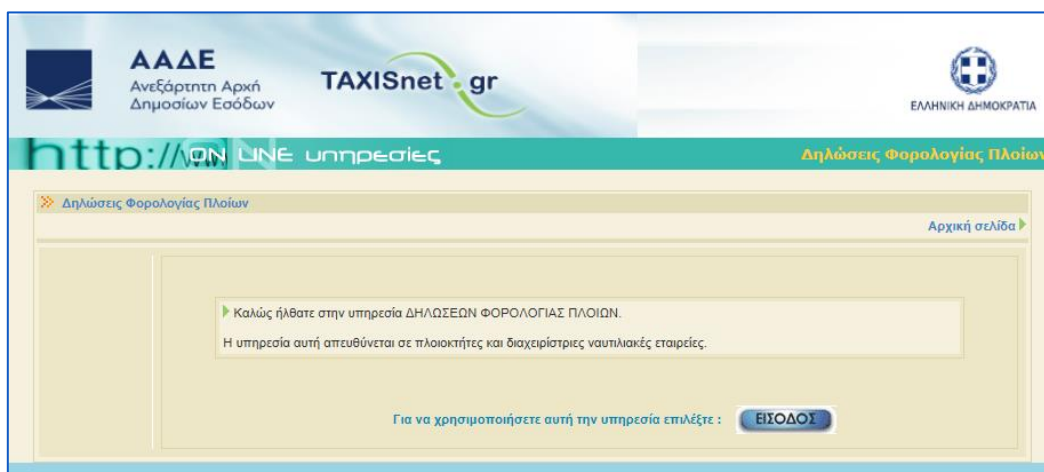 ΑΑΔΕ
Ανεξάρτητη Αρχή
Δημοσίων Εσόδων
TAXISnet.gr
ΕΛΛΗΝΙΚΗ ΔΗΜΟΚΡΑΤΙΑ
http://www
ON LINE υπηρεσίες
Δηλώσεις Φορολογίας Πλοίων
Δηλώσεις Φορολογίας Πλοίων
Αρχική σελίδα
Καλώς ήλθατε στην υπηρεσία ΔΗΛΩΣΕΩΝ ΦΟΡΟΛΟΓΙΑΣ ΠΛΟΙΩΝ.
Η υπηρεσία αυτή απευθύνεται σε πλοιοκτήτες και διαχειρίστριες ναυτιλιακές εταιρείες.
Για να χρησιμοποιήσετε αυτή την υπηρεσία επιλέξτε :
ΕΙΣΟΔΟΣ